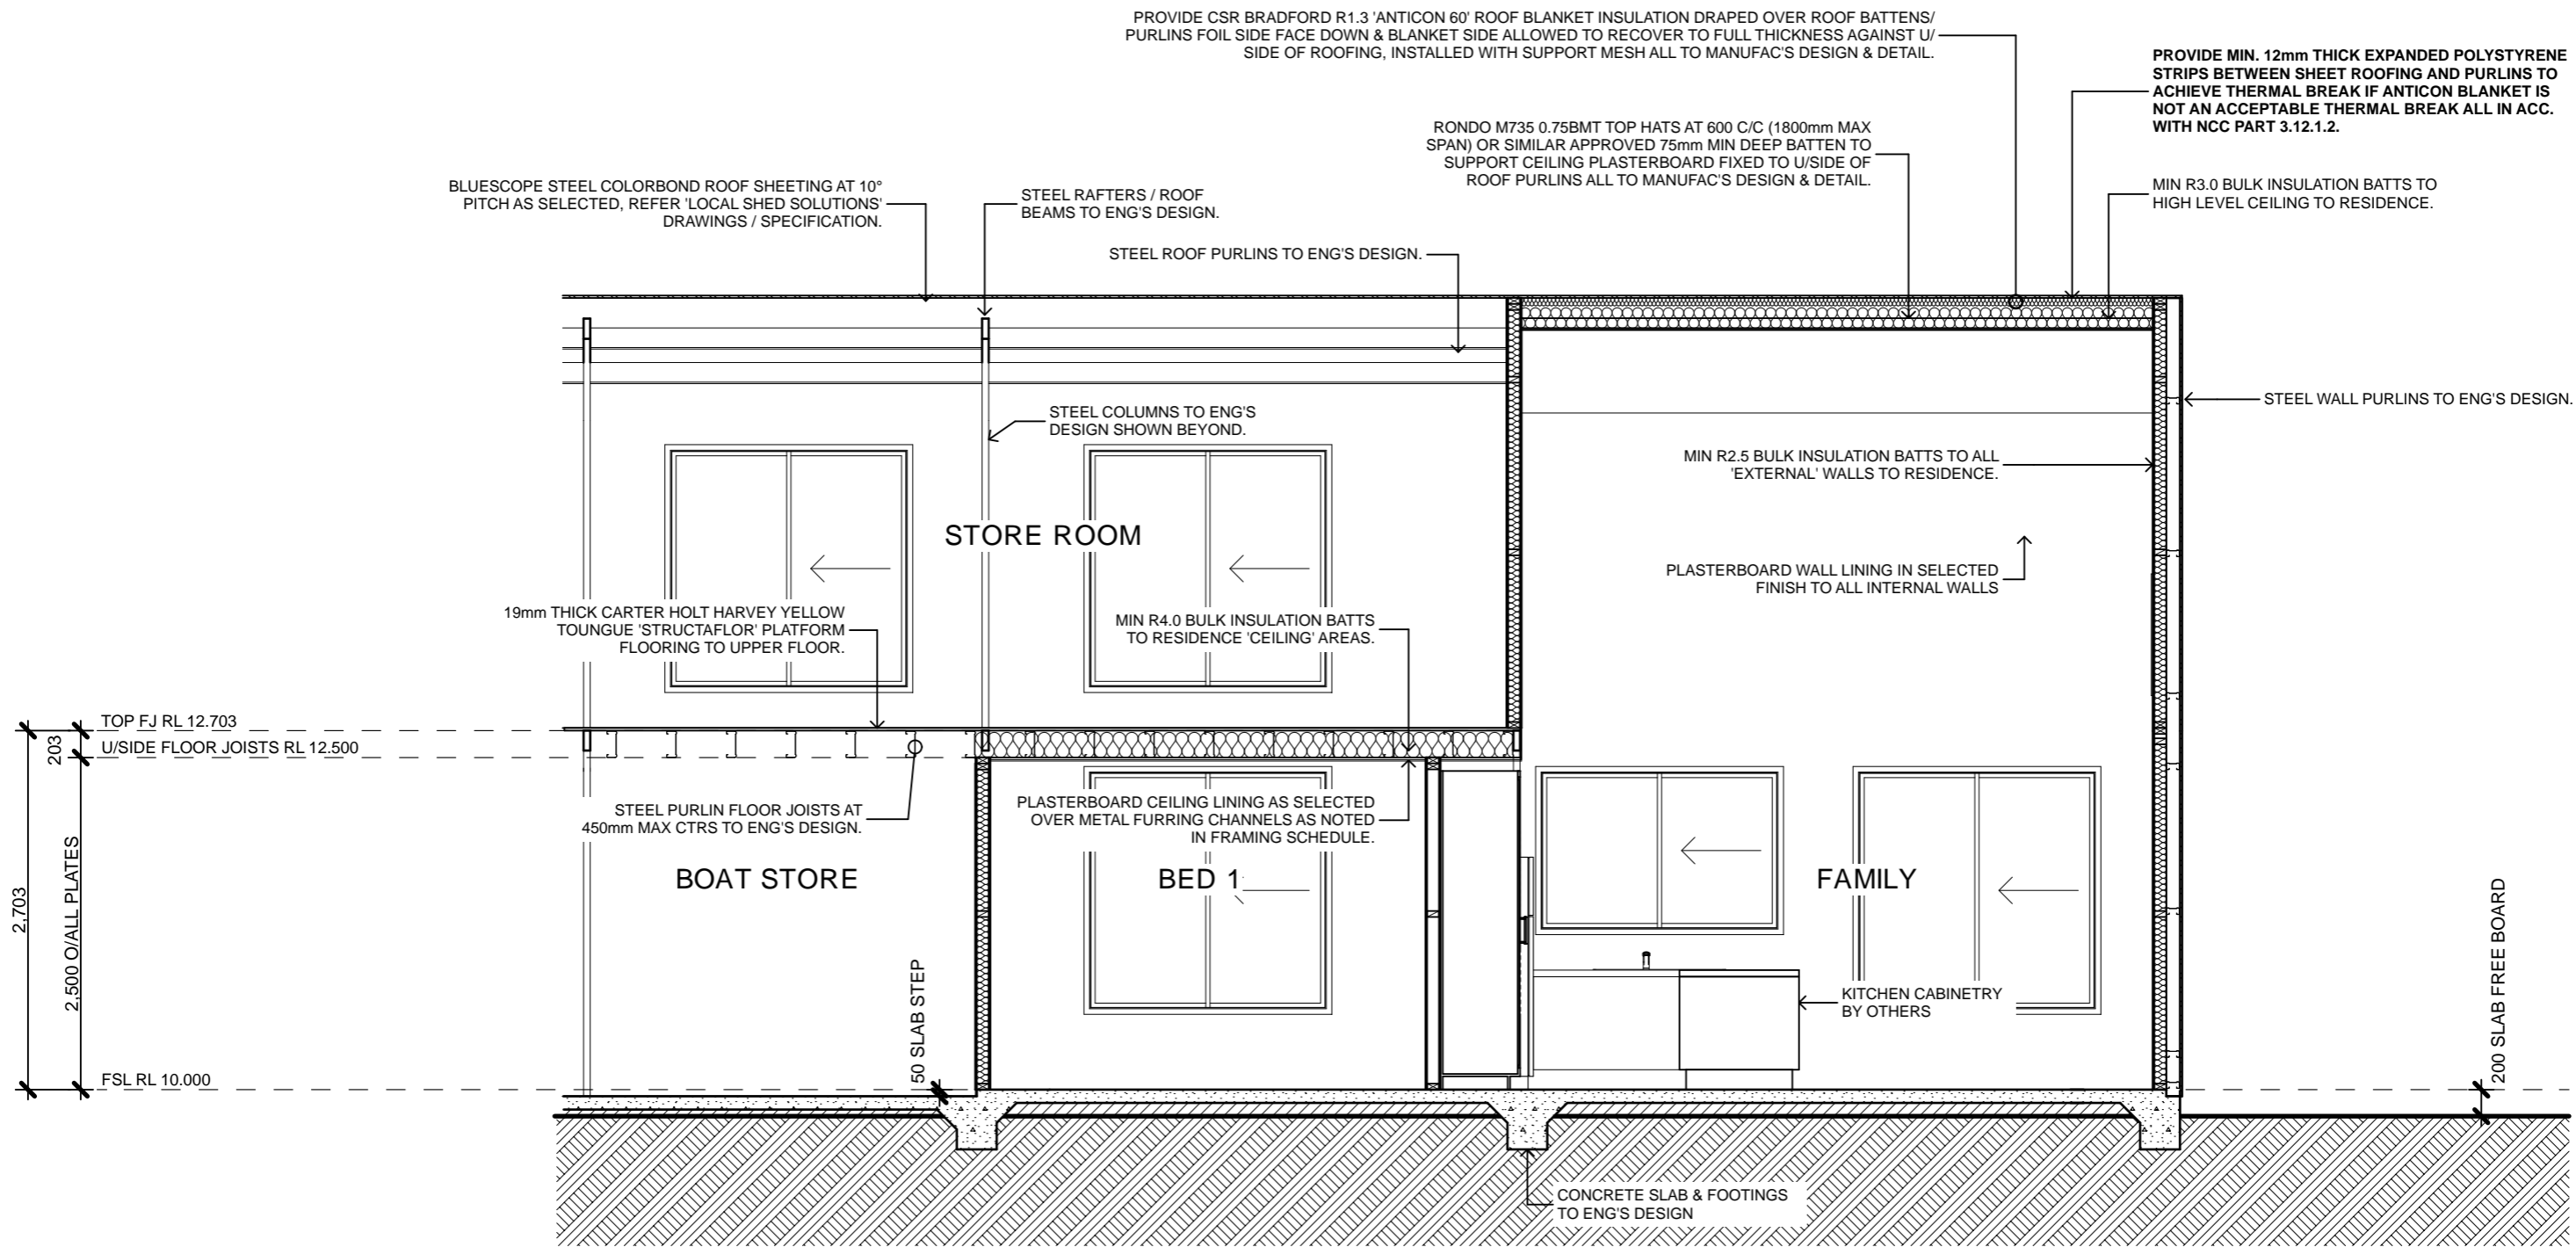 PROVIDE CSR BRADFORD R1.3 'ANTICON 60' ROOF BLANKET INSULATION DRAPED OVER ROOF BATTENS/
PURLINS FOIL SIDE FACE DOWN & BLANKET SIDE ALLOWED TO RECOVER TO FULL THICKNESS AGAINST U/
SIDE OF ROOFING, INSTALLED WITH SUPPORT MESH ALL TO MANUFAC'S DESIGN & DETAIL.
PROVIDE MIN. 12mm THICK EXPANDED POLYSTYRENE
STRIPS BETWEEN SHEET ROOFING AND PURLINS TO
ACHIEVE THERMAL BREAK IF ANTICON BLANKET IS
NOT AN ACCEPTABLE THERMAL BREAK ALL IN ACC.
WITH NCC PART 3.12.1.2.
RONDO M735 0.75BMT TOP HATS AT 600 C/C (1800mm MAX
SPAN) OR SIMILAR APPROVED 75mm MIN DEEP BATTEN TO
SUPPORT CEILING PLASTERBOARD FIXED TO U/SIDE OF
ROOF PURLINS ALL TO MANUFAC'S DESIGN & DETAIL.
BLUESCOPE STEEL COLORBOND ROOF SHEETING AT 10°
PITCH AS SELECTED, REFER 'LOCAL SHED SOLUTIONS'
DRAWINGS / SPECIFICATION.
STEEL RAFTERS / ROOF
BEAMS TO ENG'S DESIGN.
MIN R3.0 BULK INSULATION BATTS TO
HIGH LEVEL CEILING TO RESIDENCE.
STEEL ROOF PURLINS TO ENG'S DESIGN.
STEEL WALL PURLINS TO ENG'S DESIGN.
STEEL COLUMNS TO ENG'S
DESIGN SHOWN BEYOND.
MIN R2.5 BULK INSULATION BATTS TO ALL
'EXTERNAL' WALLS TO RESIDENCE.
STORE ROOM
PLASTERBOARD WALL LINING IN SELECTED
FINISH TO ALL INTERNAL WALLS
19mm THICK CARTER HOLT HARVEY YELLOW
TOUNGUE 'STRUCTAFLOR' PLATFORM
FLOORING TO UPPER FLOOR.
MIN R4.0 BULK INSULATION BATTS
TO RESIDENCE 'CEILING' AREAS.
TOP FJ RL 12.703
203
U/SIDE FLOOR JOISTS RL 12.500
STEEL PURLIN FLOOR JOISTS AT
450mm MAX CTRS TO ENG'S DESIGN.
PLASTERBOARD CEILING LINING AS SELECTED
OVER METAL FURRING CHANNELS AS NOTED
IN FRAMING SCHEDULE.
BOAT STORE
BED 1
FAMILY
2,703
2,500 O/ALL PLATES
50 SLAB STEP
KITCHEN CABINETRY
BY OTHERS
200 SLAB FREE BOARD
FSL RL 10.000
CONCRETE SLAB & FOOTINGS
TO ENG'S DESIGN